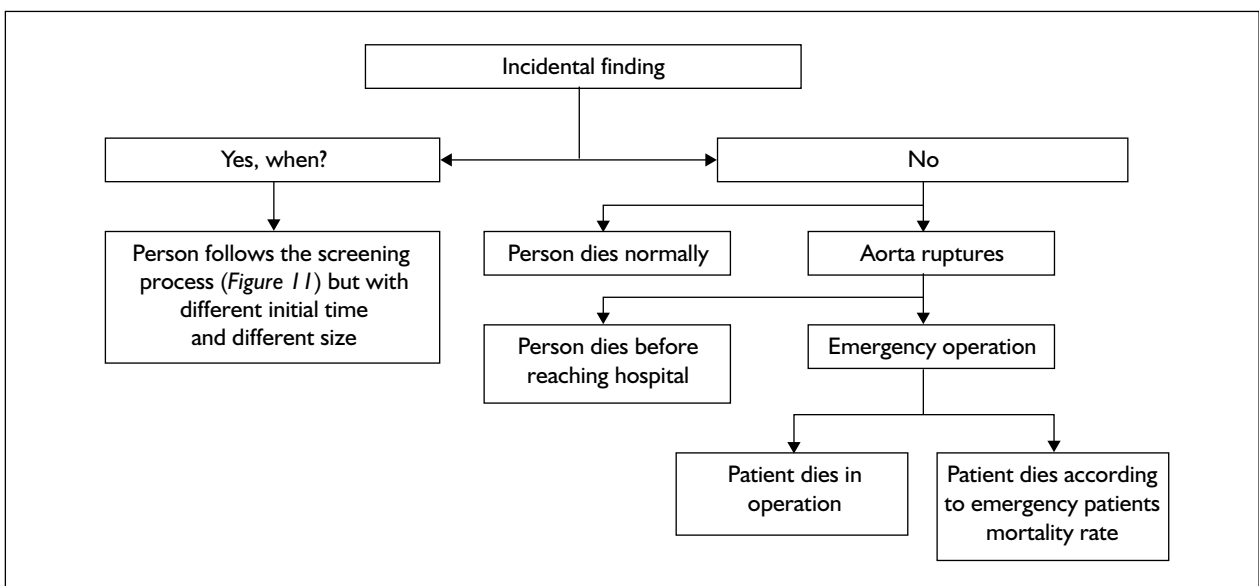 Incidental finding
Yes, when?
No
Person follows the screening
process (Figure 11) but with
different initial time
and different size
Person dies normally
Aorta ruptures
Person dies before
reaching hospital
Emergency operation
Patient dies in
operation
Patient dies according
to emergency patients
mortality rate